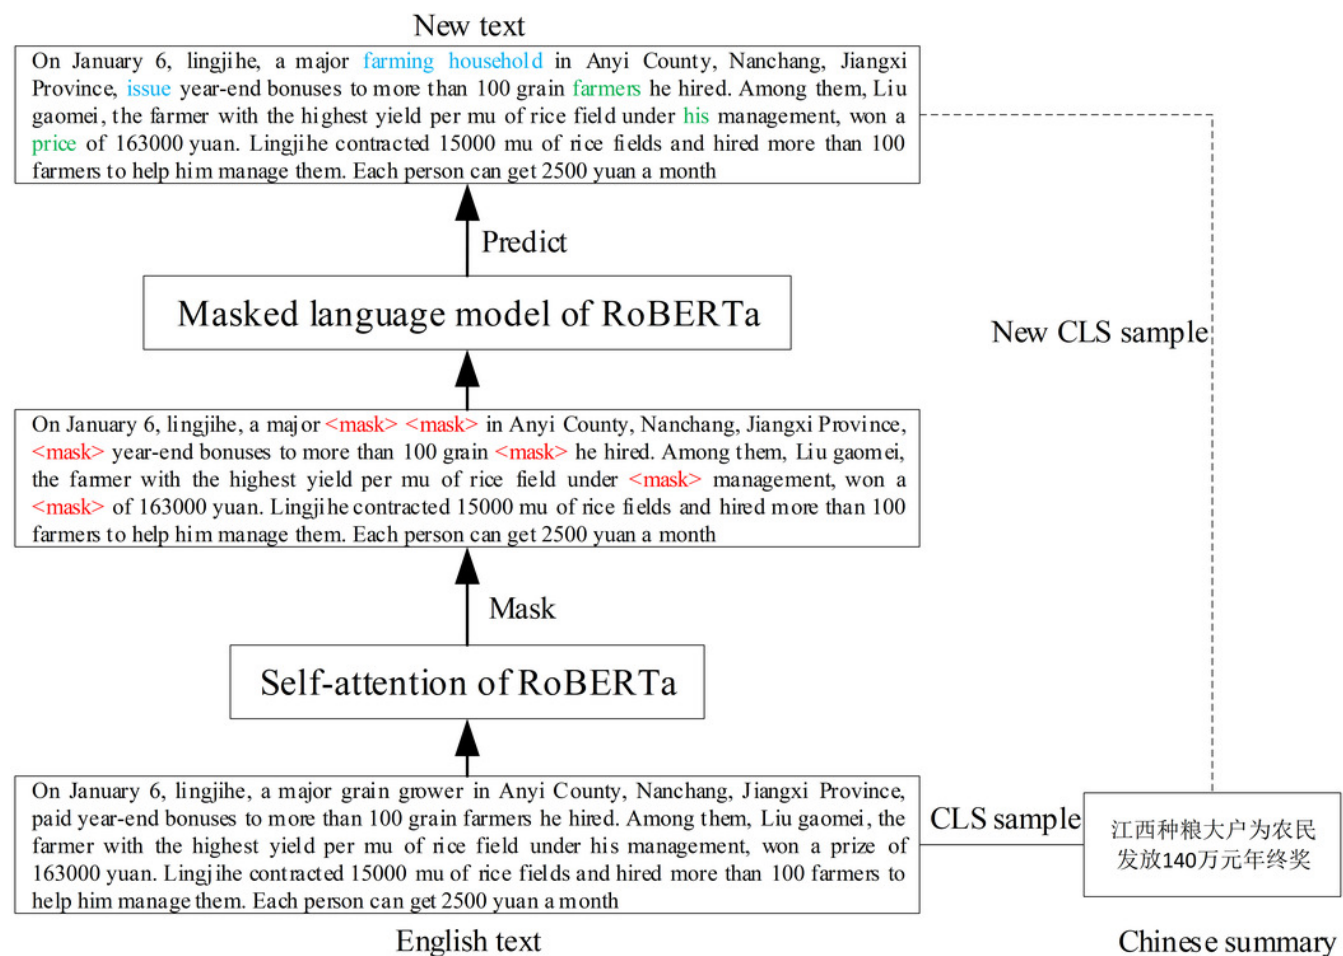 New text
On January 6, lingjihe, a major farming household in Anyi County, Nanchang, Jiangxi
Province, issue year-end bonuses to more than 100 grain farmers he hired. Among them, Liu
gaomei, the farmer with the highest yield per mu of rice field under his management, won a
price of 163000 yuan. Lingjihe contracted 15000 mu of rice fields and hired more than 100
farmers to help him manage them. Each person can get 2500 yuan a month
Predict
Masked language model of RoBERTa
New CLS sample
On January 6, lingjihe, a major <mask> <mask> in Anyi County, Nanchang, Jiangxi Province,
<mask> year-end bonuses to more than 100 grain <mask> he hired. Among them, Liu gaomei,
the farmer with the highest yield per mu of rice field under <mask> management, won a
<mask> of 163000 yuan. Lingjihe contracted 15000 mu of rice fields and hired more than 100
farmers to help him manage them. Each person can get 2500 yuan a month
Mask
Self-attention of RoBERTa
On January 6, lingjihe, a major grain grower in Anyi County, Nanchang, Jiangxi Province,
paid year-end bonuses to more than 100 grain farmers he hired. Among them, Liu gaomei, the
farmer with the highest yield per mu of rice field under his management, won a prize of
163000 yuan. Lingjihe contracted 15000 mu of rice fields and hired more than 100 farmers to
help him manage them. Each person can get 2500 yuan a month
CLS sample
江西种粮大户为农民
发放140万元年终奖
English text
Chinese summary